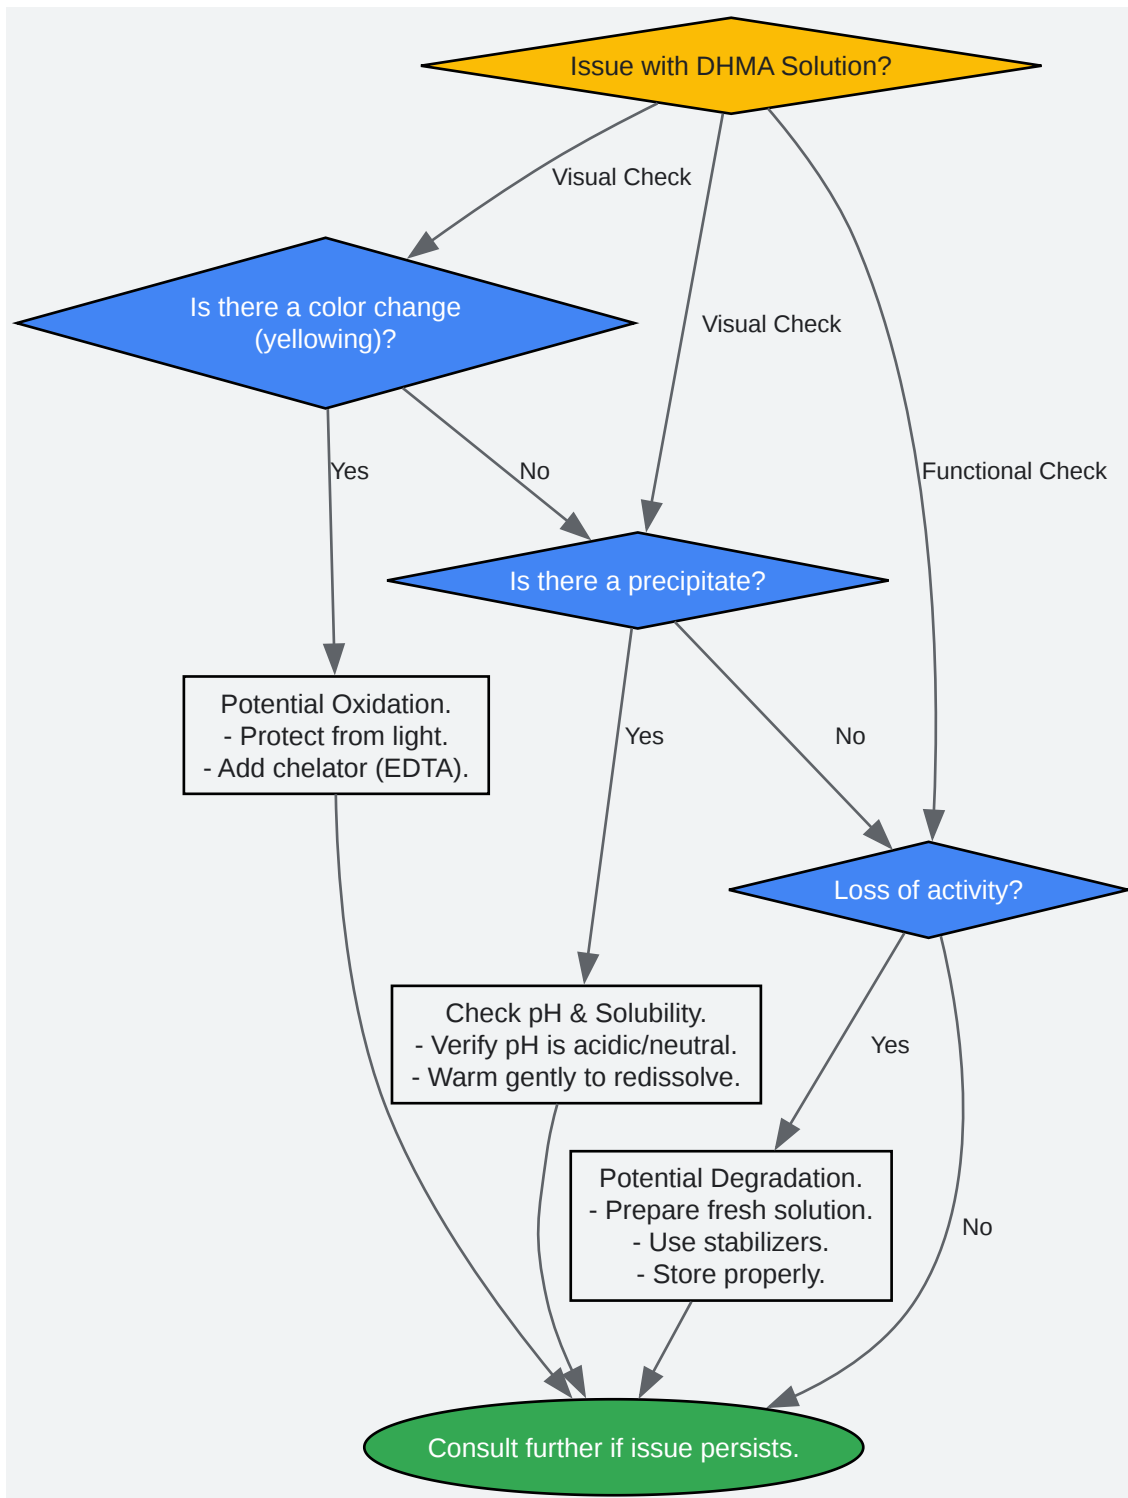 Issue with DHMA Solution?
Visual Check
Is there a color change
(yellowing)?
Visual Check
Yes
No
Functional Check
Is there a precipitate?
Potential Oxidation.
- Protect from light.
- Add chelator (EDTA).
Yes
No
Loss of activity?
Check pH & Solubility.
- Verify pH is acidic/neutral.
- Warm gently to redissolve.
Yes
Potential Degradation.
- Prepare fresh solution.
- Use stabilizers.
- Store properly.
No
Consult further if issue persists.